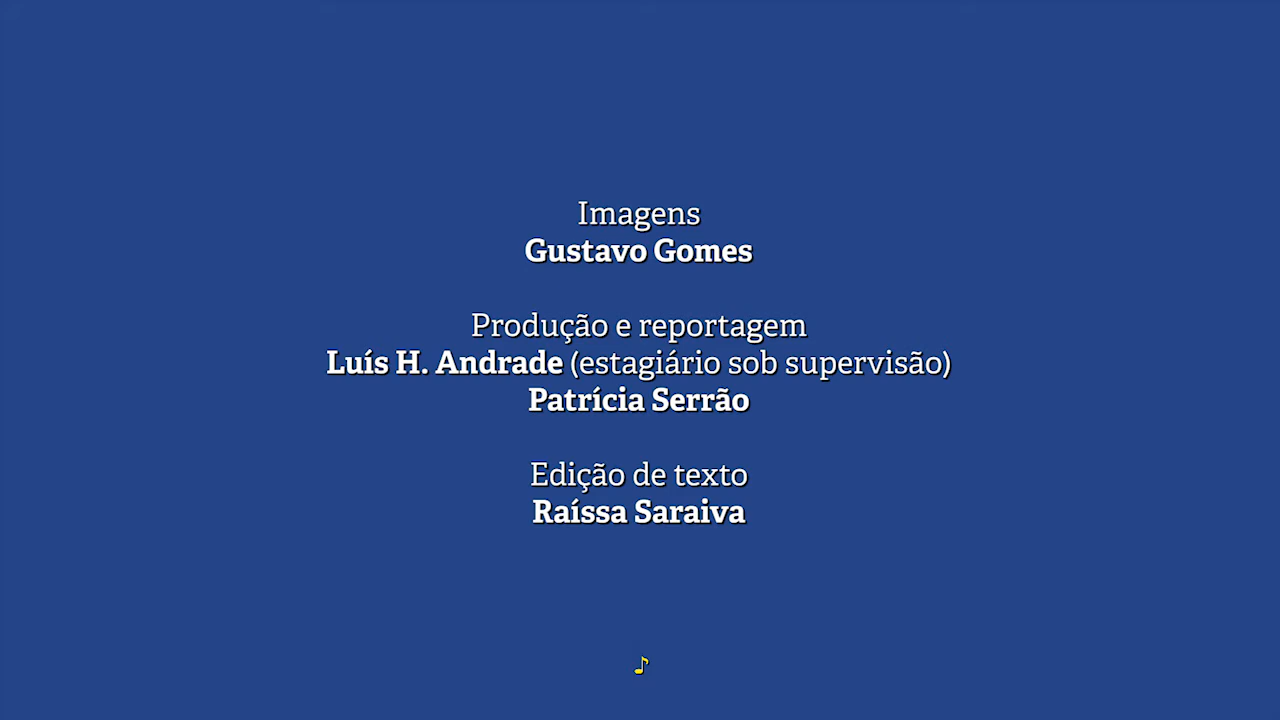 Imagens
Gustavo Gomes
Produção e reportagem
Luís H. Andrade (estagiário sob supervisão)
Patrícia Serrão
Edição de texto
Raíssa Saraiva
♪